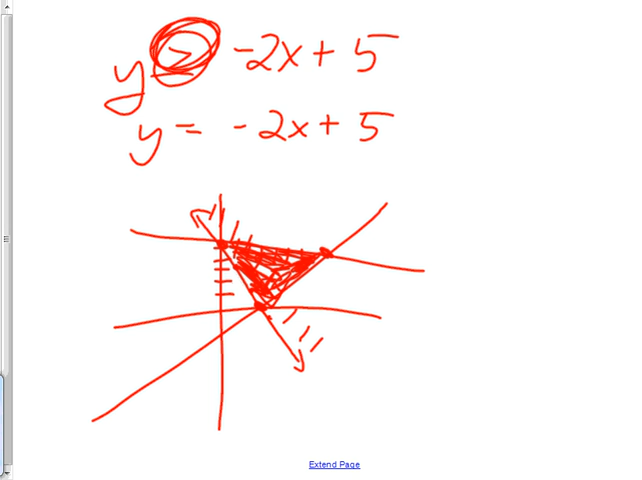 y ≥ -2x + 5
y = -2x + 5
Extend Page